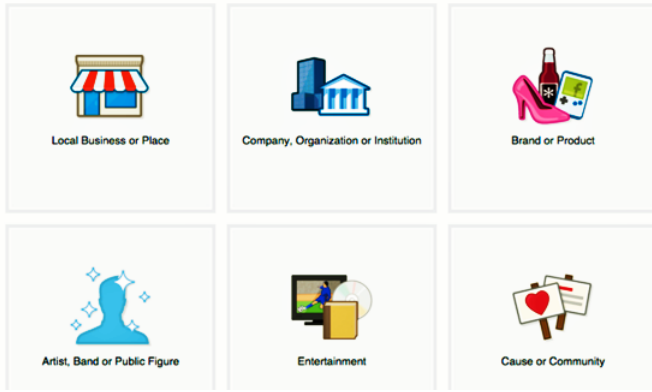 Local Business or Place
Company, Organization or Institution
Brand or Product
Artist, Band or Public Figure
Entertainment
Cause or Community